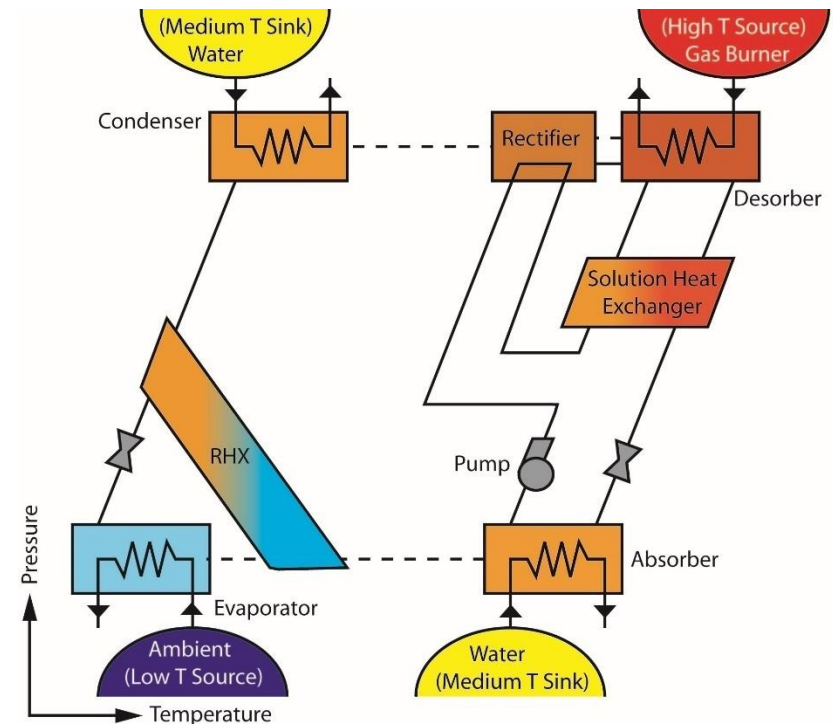 (Medium T Sink)
Water
(High T Source)
Gas Burner
Condenser
Rectifier
Desorber
Solution Heat
Exchanger
RHX
Pump
Absorber
Evaporator
Pressure
Ambient
(Low T Source)
Water
(Medium T Sink)
Temperature